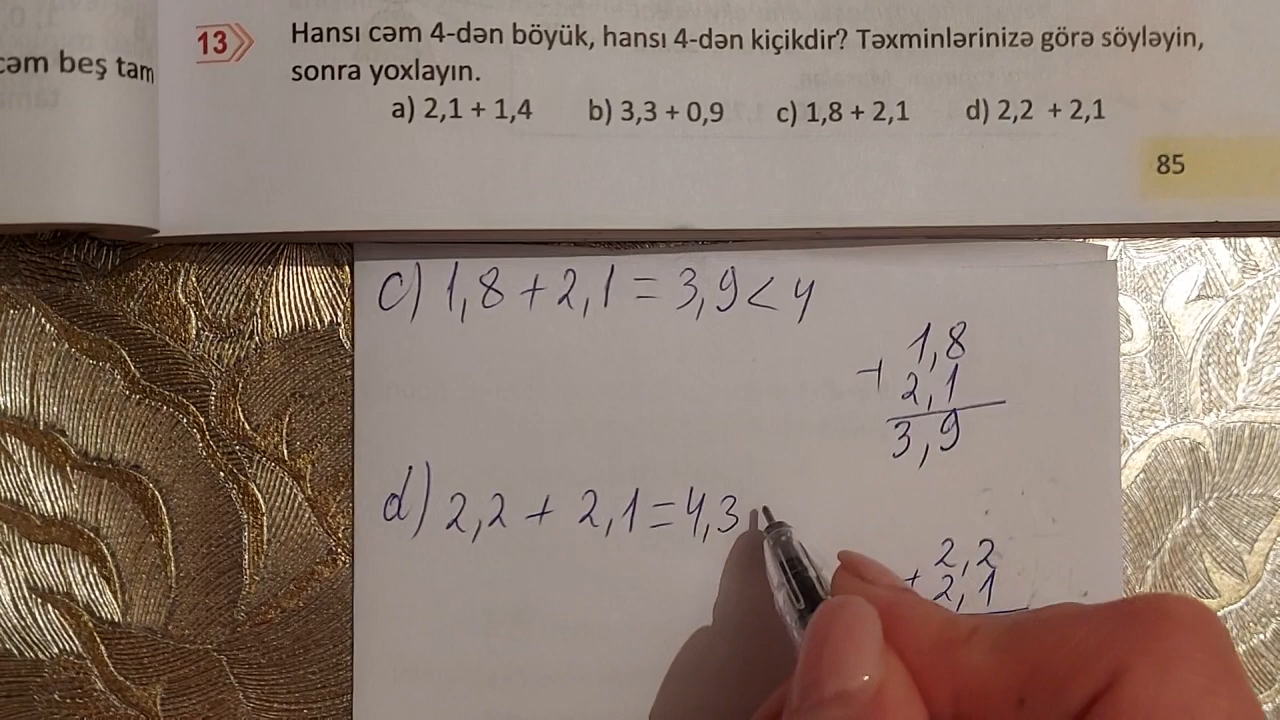 cəm beş tam
13 Hansı cəm 4-dən böyük, hansı 4-dən kiçikdir? Təxminlərinizə görə söyləyin,
sonra yoxlayın.
a) 2,1 + 1,4 b) 3,3 + 0,9 c) 1,8 + 2,1 d) 2,2 + 2,1
85
c) 1,8 + 2,1 = 3,9 < 4
1,8
+ 2,1
3,9
d) 2,2 + 2,1 = 4,3
2,2
+ 2,1